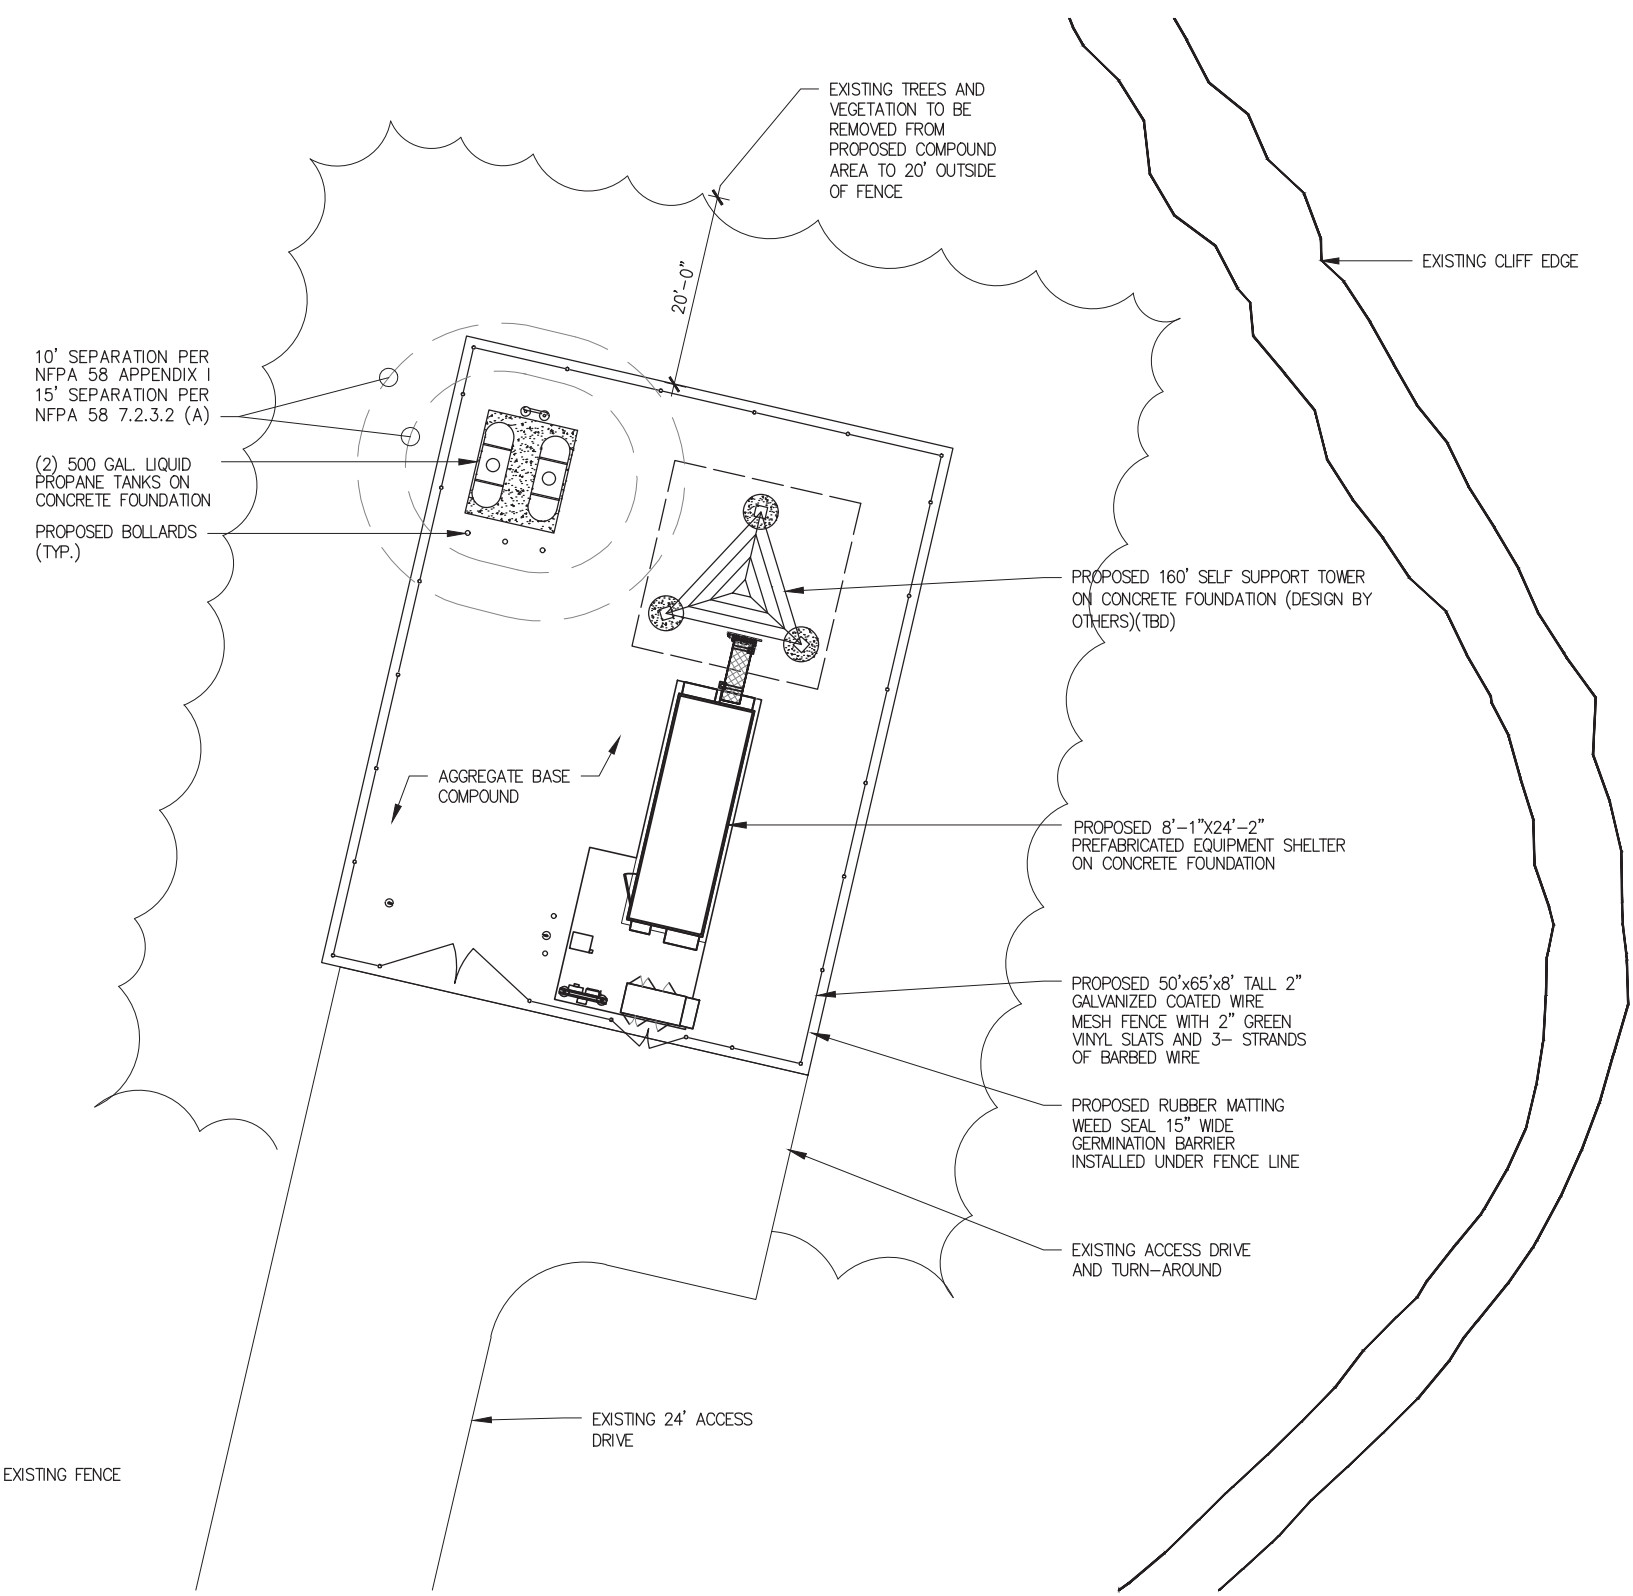 EXISTING TREES AND
VEGETATION TO BE
REMOVED FROM
PROPOSED COMPOUND
AREA TO 20' OUTSIDE
OF FENCE
EXISTING CLIFF EDGE
20'-0"
10' SEPARATION PER
NFPA 58 APPENDIX I
15' SEPARATION PER
NFPA 58 7.2.3.2 (A)
(2) 500 GAL. LIQUID
PROPANE TANKS ON
CONCRETE FOUNDATION
PROPOSED BOLLARDS
(TYP.)
PROPOSED 160' SELF SUPPORT TOWER
ON CONCRETE FOUNDATION (DESIGN BY
OTHERS)(TBD)
AGGREGATE BASE
COMPOUND
PROPOSED 8'-1"X24'-2"
PREFABRICATED EQUIPMENT SHELTER
ON CONCRETE FOUNDATION
PROPOSED 50'x65'x8' TALL 2"
GALVANIZED COATED WIRE
MESH FENCE WITH 2" GREEN
VINYL SLATS AND 3- STRANDS
OF BARBED WIRE
PROPOSED RUBBER MATTING
WEED SEAL 15" WIDE
GERMINATION BARRIER
INSTALLED UNDER FENCE LINE
EXISTING ACCESS DRIVE
AND TURN-AROUND
EXISTING 24' ACCESS
DRIVE
EXISTING FENCE